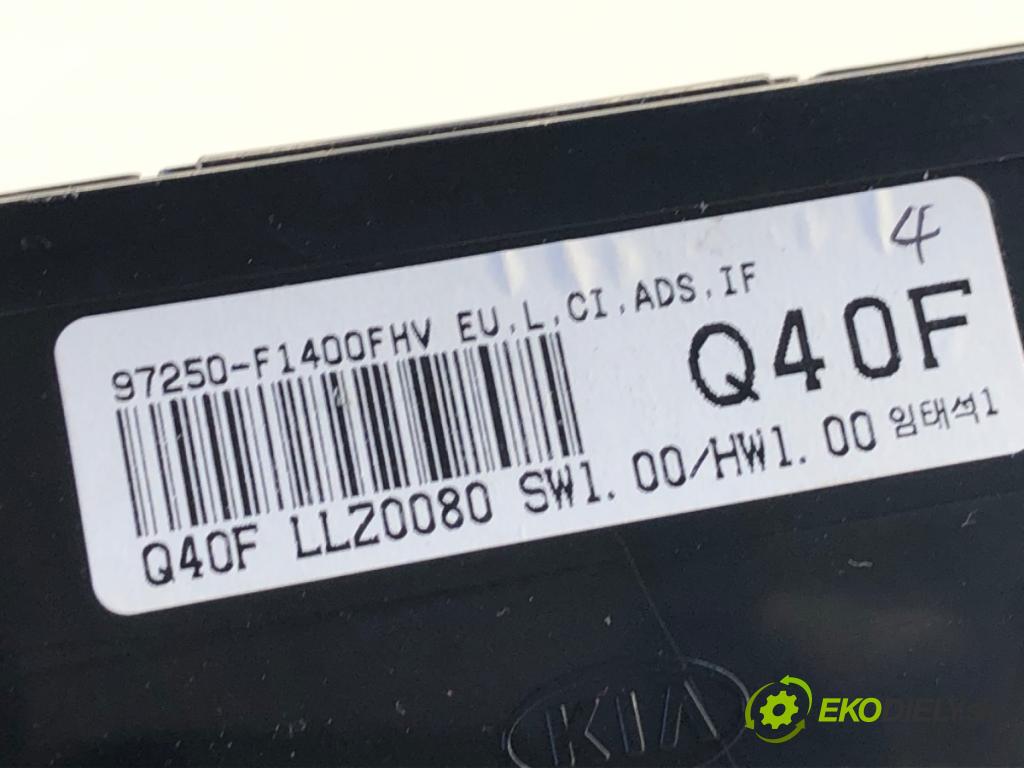 4
97250-F1400FHV EU,L,CI,ADS,IF
Q40F
Q40F LLZ0080 SW1.00/HW1.00 임태석1
KIA
EKODIELY.SK